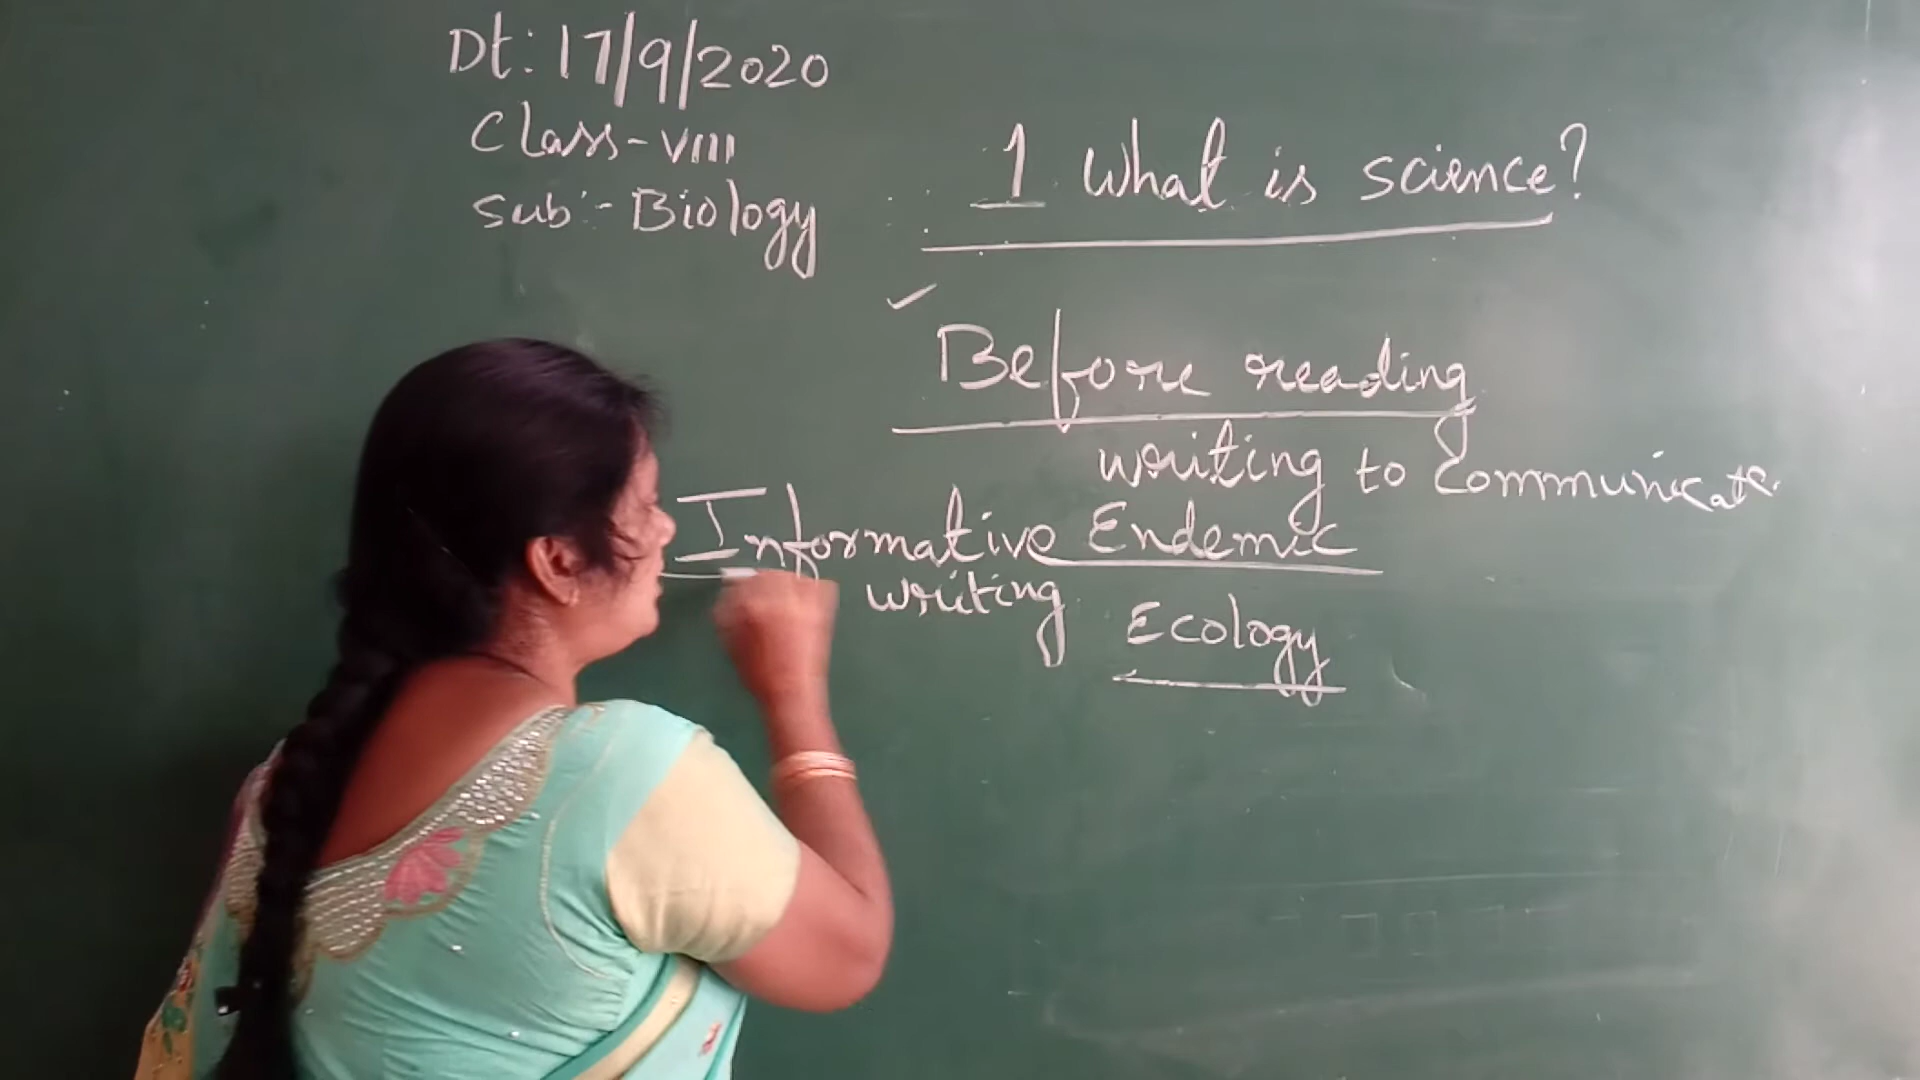 Dt: 17/9/2020
Class - VIII
Sub :- Biology
1 What is science?
Before reading
writing to Communicate.
Informative Endemic
writing
Ecology